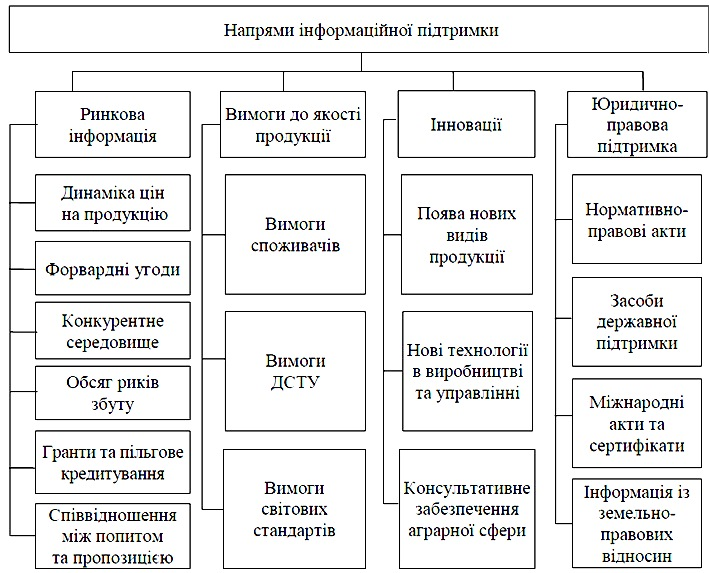 Напрями інформаційної підтримки
Ринкова
інформація
Динаміка цін
на продукцію
Форвардні угоди
Конкурентне
середовище
Обсяг риків
збуту
Гранти та пільгове
кредитування
Співвідношення
між попитом
та пропозицією
Вимоги до якості
продукції
Вимоги
споживачів
Вимоги
ДСТУ
Вимоги
світових
стандартів
Інновації
Поява нових
видів
продукції
Нові технології
в виробництві
та управлінні
Консультативне
забезпечення
аграрної сфери
Юридично-
правова
підтримка
Нормативно-
правові акти
Засоби
державної
підтримки
Міжнародні
акти та
сертифікати
Інформація із
земельно-
правових
відносин